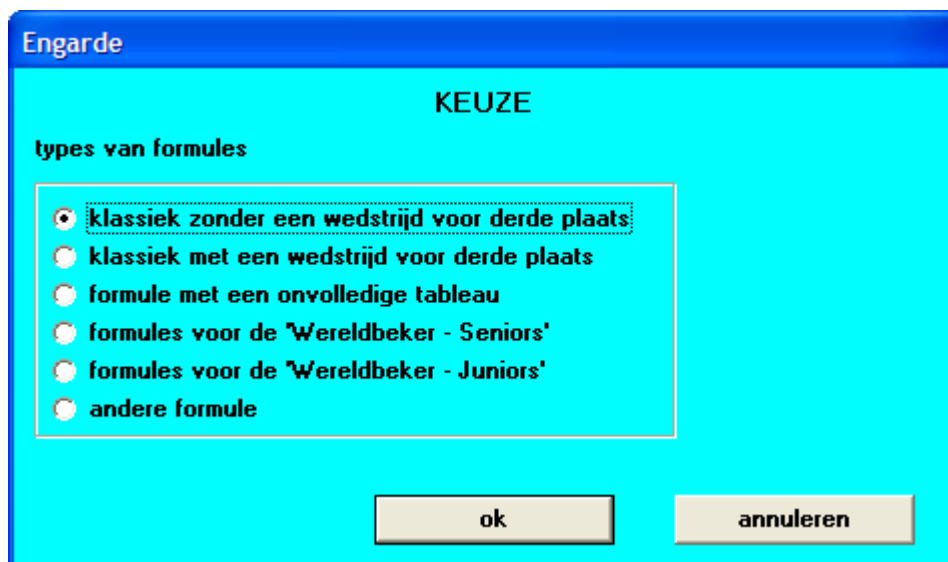 Engarde
KEUZE
types van formules
klassiek zonder een wedstrijd voor derde plaats
klassiek met een wedstrijd voor derde plaats
formule met een onvolledige tableau
formules voor de 'Wereldbeker - Seniors'
formules voor de 'Wereldbeker - Juniors'
andere formule
ok
annuleren